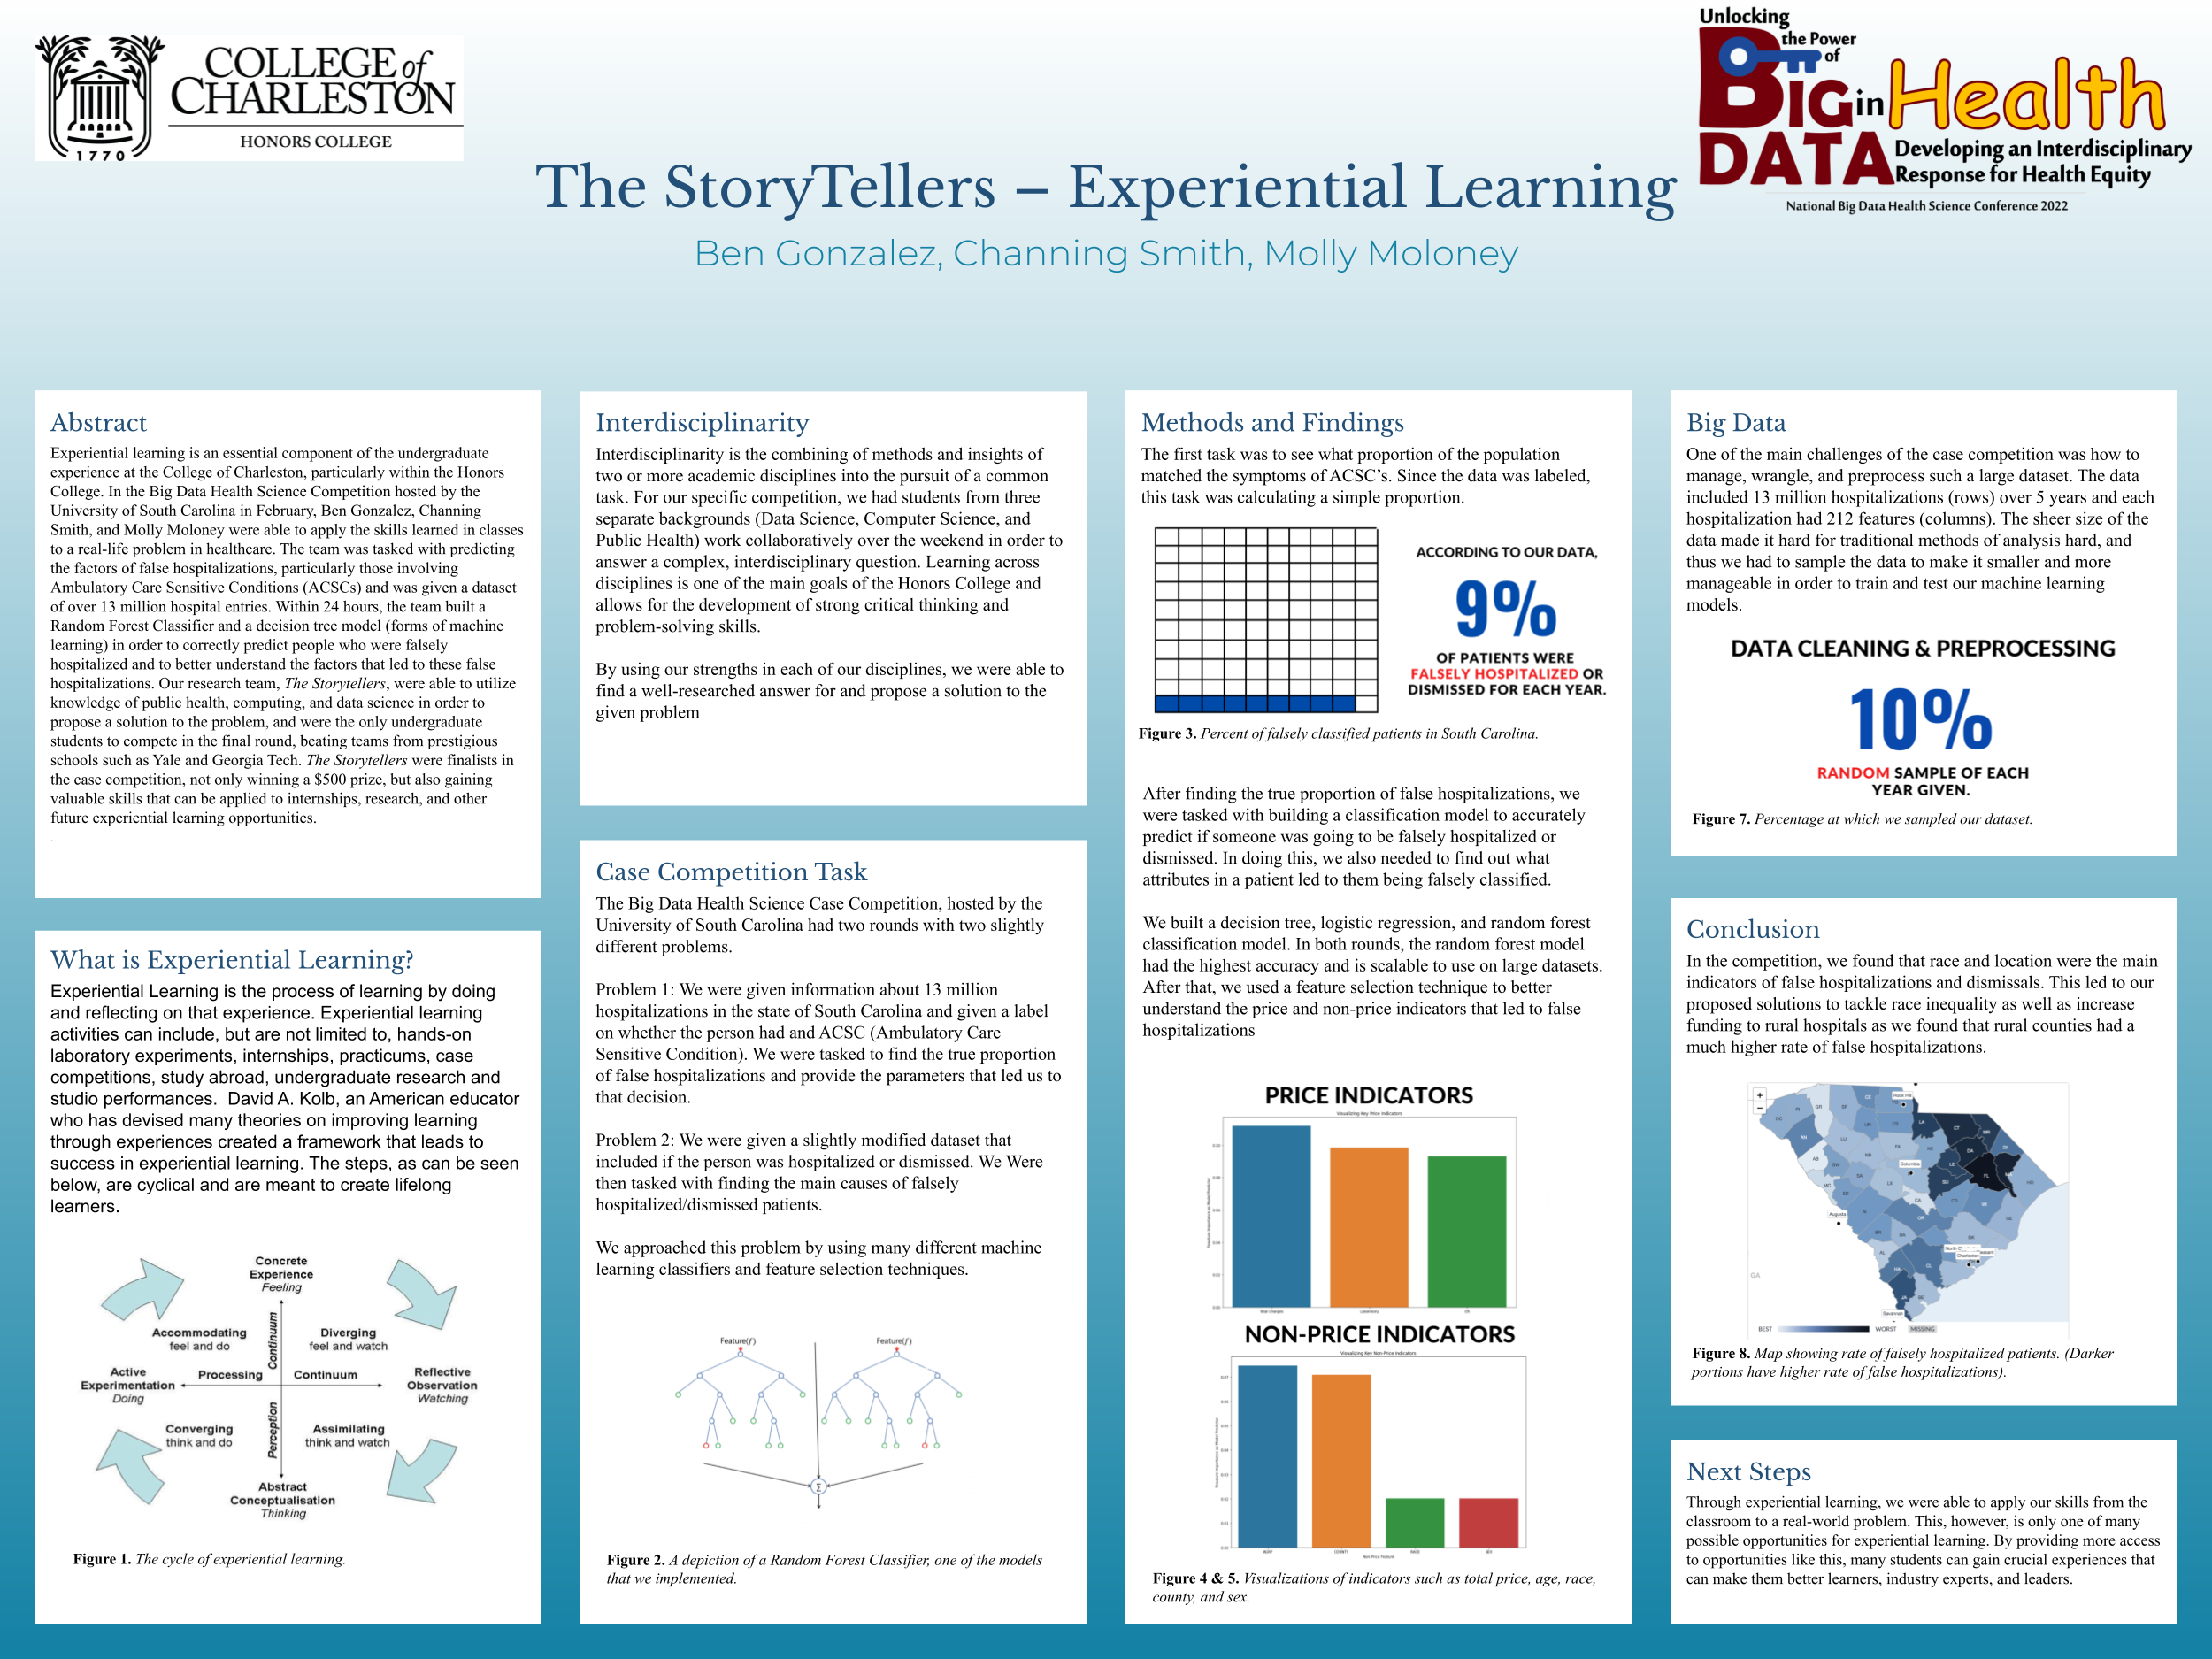 COLLEGE of
CHARLESTON
HONORS COLLEGE
1770
Unlocking
the Power
of
BIG in Health
DATA
Developing an Interdisciplinary
Response for Health Equity
National Big Data Health Science Conference 2022
The StoryTellers – Experiential Learning
Ben Gonzalez, Channing Smith, Molly Moloney
Abstract
Experiential learning is an essential component of the undergraduate
experience at the College of Charleston, particularly within the Honors
College. In the Big Data Health Science Competition hosted by the
University of South Carolina in February, Ben Gonzalez, Channing
Smith, and Molly Moloney were able to apply the skills learned in classes
to a real-life problem in healthcare. The team was tasked with predicting
the factors of false hospitalizations, particularly those involving
Ambulatory Care Sensitive Conditions (ACSCs) and was given a dataset
of over 13 million hospital entries. Within 24 hours, the team built a
Random Forest Classifier and a decision tree model (forms of machine
learning) in order to correctly predict people who were falsely
hospitalized and to better understand the factors that led to these false
hospitalizations. Our research team, The Storytellers, were able to utilize
knowledge of public health, computing, and data science in order to
propose a solution to the problem, and were the only undergraduate
students to compete in the final round, beating teams from prestigious
schools such as Yale and Georgia Tech. The Storytellers were finalists in
the case competition, not only winning a $500 prize, but also gaining
valuable skills that can be applied to internships, research, and other
future experiential learning opportunities.
.
What is Experiential Learning?
Experiential Learning is the process of learning by doing
and reflecting on that experience. Experiential learning
activities can include, but are not limited to, hands-on
laboratory experiments, internships, practicums, case
competitions, study abroad, undergraduate research and
studio performances.  David A. Kolb, an American educator
who has devised many theories on improving learning
through experiences created a framework that leads to
success in experiential learning. The steps, as can be seen
below, are cyclical and are meant to create lifelong
learners.
Concrete
Experience
Feeling
Accommodating
feel and do
Continuum
Diverging
feel and watch
Active
Experimentation
Doing
Processing
Continuum
Reflective
Observation
Watching
Converging
think and do
Perception
Assimilating
think and watch
Abstract
Conceptualisation
Thinking
Figure 1. The cycle of experiential learning.
Interdisciplinarity
Interdisciplinarity is the combining of methods and insights of
two or more academic disciplines into the pursuit of a common
task. For our specific competition, we had students from three
separate backgrounds (Data Science, Computer Science, and
Public Health) work collaboratively over the weekend in order to
answer a complex, interdisciplinary question. Learning across
disciplines is one of the main goals of the Honors College and
allows for the development of strong critical thinking and
problem-solving skills.
By using our strengths in each of our disciplines, we were able to
find a well-researched answer for and propose a solution to the
given problem
Case Competition Task
The Big Data Health Science Case Competition, hosted by the
University of South Carolina had two rounds with two slightly
different problems.
Problem 1: We were given information about 13 million
hospitalizations in the state of South Carolina and given a label
on whether the person had and ACSC (Ambulatory Care
Sensitive Condition). We were tasked to find the true proportion
of false hospitalizations and provide the parameters that led us to
that decision.
Problem 2: We were given a slightly modified dataset that
included if the person was hospitalized or dismissed. We Were
then tasked with finding the main causes of falsely
hospitalized/dismissed patients.
We approached this problem by using many different machine
learning classifiers and feature selection techniques.
Feature(f)
Feature(f)
Σ
Figure 2. A depiction of a Random Forest Classifier, one of the models
that we implemented.
Methods and Findings
The first task was to see what proportion of the population
matched the symptoms of ACSC's. Since the data was labeled,
this task was calculating a simple proportion.
ACCORDING TO OUR DATA,
9%
OF PATIENTS WERE
FALSELY HOSPITALIZED OR
DISMISSED FOR EACH YEAR.
Figure 3. Percent of falsely classified patients in South Carolina.
After finding the true proportion of false hospitalizations, we
were tasked with building a classification model to accurately
predict if someone was going to be falsely hospitalized or
dismissed. In doing this, we also needed to find out what
attributes in a patient led to them being falsely classified.
We built a decision tree, logistic regression, and random forest
classification model. In both rounds, the random forest model
had the highest accuracy and is scalable to use on large datasets.
After that, we used a feature selection technique to better
understand the price and non-price indicators that led to false
hospitalizations
PRICE INDICATORS
Visualizing Key Price Indicators
NON-PRICE INDICATORS
Visualizing Key Non-Price Indicators
COUNTY
RACE
SEX
Non-Price Feature
Figure 4 & 5. Visualizations of indicators such as total price, age, race,
county, and sex.
Big Data
One of the main challenges of the case competition was how to
manage, wrangle, and preprocess such a large dataset. The data
included 13 million hospitalizations (rows) over 5 years and each
hospitalization had 212 features (columns). The sheer size of the
data made it hard for traditional methods of analysis hard, and
thus we had to sample the data to make it smaller and more
manageable in order to train and test our machine learning
models.
DATA CLEANING & PREPROCESSING
10%
RANDOM SAMPLE OF EACH
YEAR GIVEN.
Figure 7. Percentage at which we sampled our dataset.
Conclusion
In the competition, we found that race and location were the main
indicators of false hospitalizations and dismissals. This led to our
proposed solutions to tackle race inequality as well as increase
funding to rural hospitals as we found that rural counties had a
much higher rate of false hospitalizations.
+
−
Rock Hill
Columbia
Augusta
Charleston
Savannah
GA
BEST
WORST
MISSING
Figure 8. Map showing rate of falsely hospitalized patients. (Darker
portions have higher rate of false hospitalizations).
Next Steps
Through experiential learning, we were able to apply our skills from the
classroom to a real-world problem. This, however, is only one of many
possible opportunities for experiential learning. By providing more access
to opportunities like this, many students can gain crucial experiences that
can make them better learners, industry experts, and leaders.